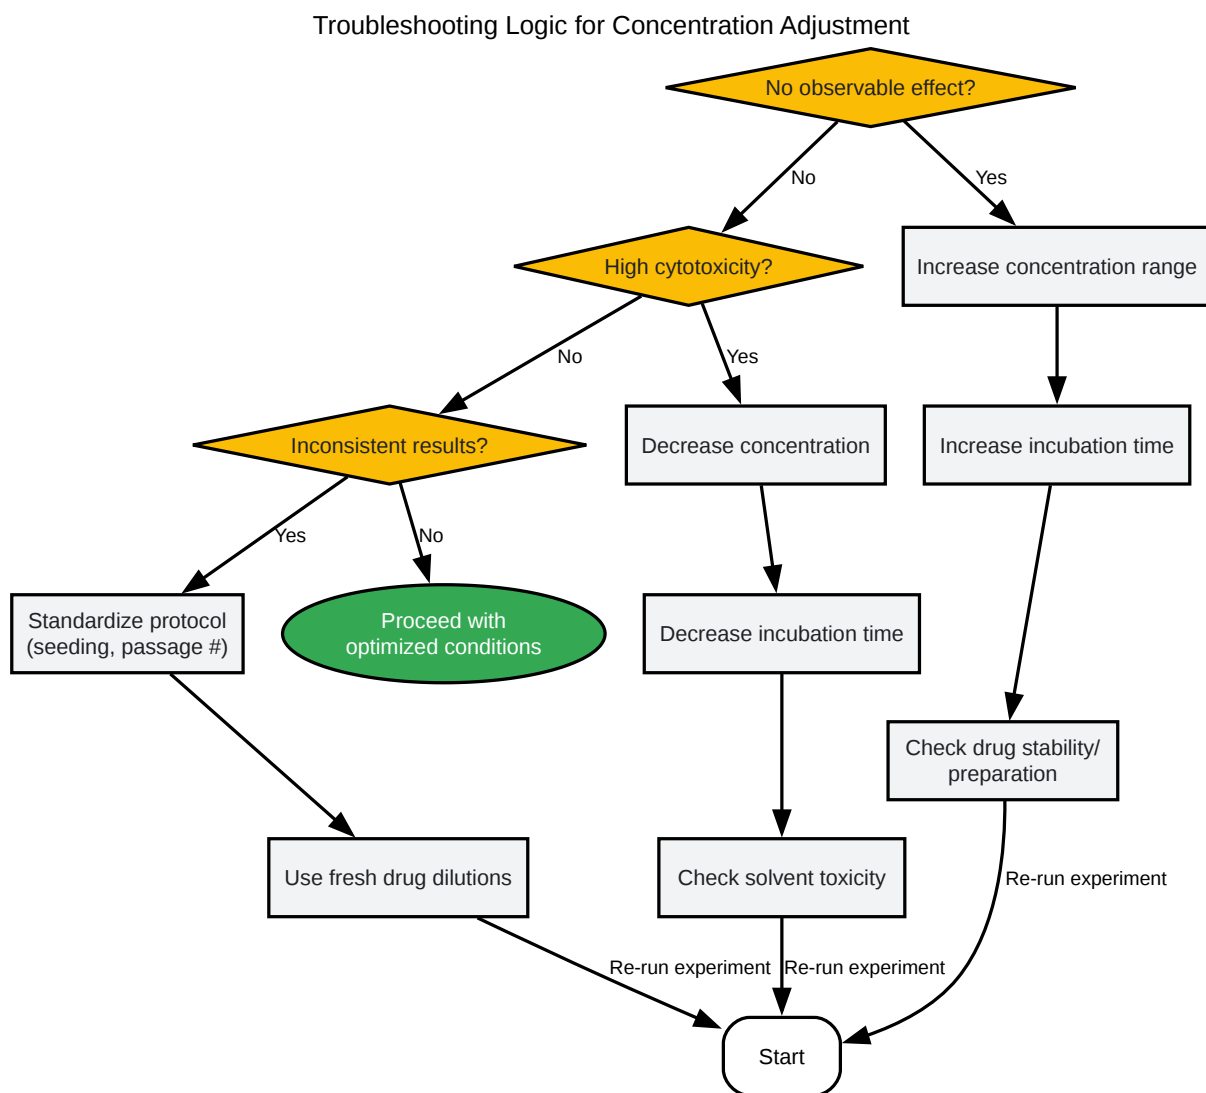 Troubleshooting Logic for Concentration Adjustment
No observable effect?
No
Yes
High cytotoxicity?
Increase concentration range
No
Yes
Inconsistent results?
Decrease concentration
Increase incubation time
Yes
No
Standardize protocol
(seeding, passage #)
Proceed with
optimized conditions
Decrease incubation time
Check drug stability/
preparation
Use fresh drug dilutions
Check solvent toxicity
Re-run experiment
Re-run experiment
Re-run experiment
Start